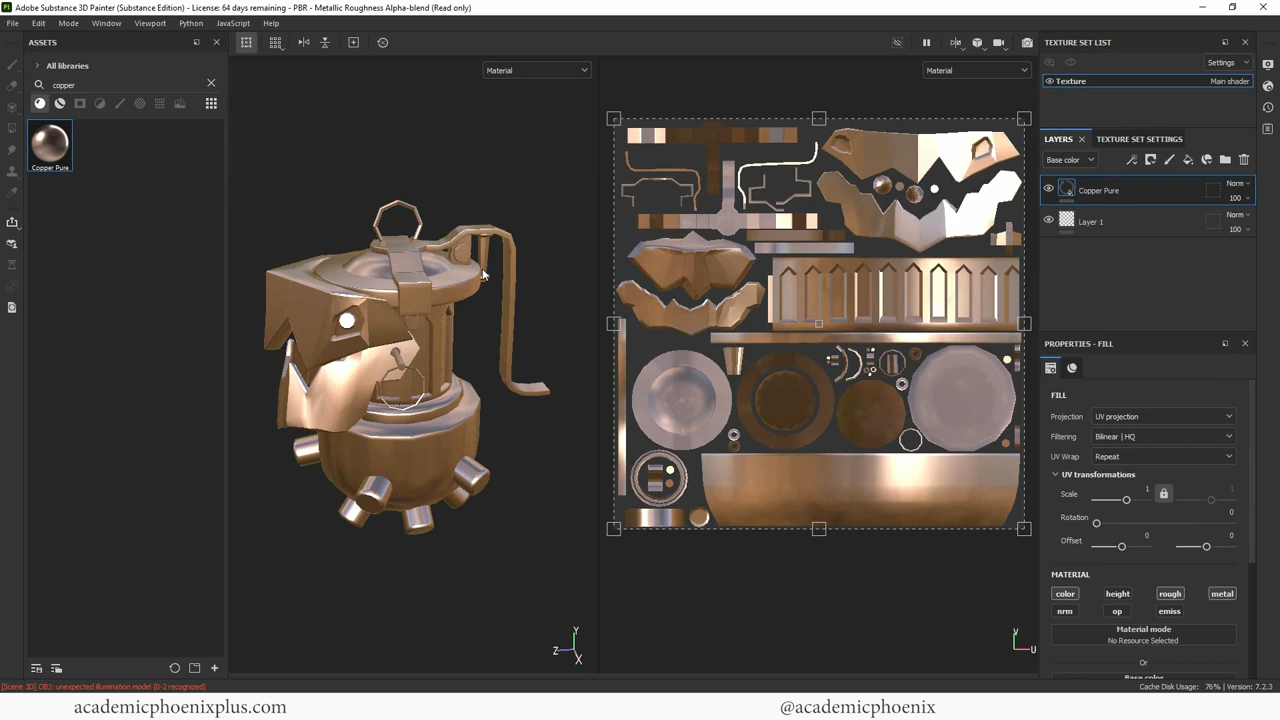 Adobe Substance 3D Painter (Substance Edition) - License: 64 days remaining - PBR - Metallic Roughness Alpha-blend (Read only)
File Edit Mode Window Viewport Python JavaScript Help
ASSETS
All libraries
copper
Copper Pure
Material
Material
Z Y X
V U
TEXTURE SET LIST
Settings
Texture Main shader
LAYERS TEXTURE SET SETTINGS
Base color
Copper Pure Norm 100
Layer 1 Norm 100
PROPERTIES - FILL
FILL
Projection UV projection
Filtering Bilinear | HQ
UV Wrap Repeat
UV transformations
Scale 1 1
Rotation 0
Offset 0 0
MATERIAL
color height rough metal
nrm op emiss
Material mode
No Resource Selected
Or
Base color
[Scene 3D] OBJ: unexpected illumination model (0-2 recognized)
Cache Disk Usage: 76% | Version: 7.2.3
academicphoenixplus.com @academicphoenix